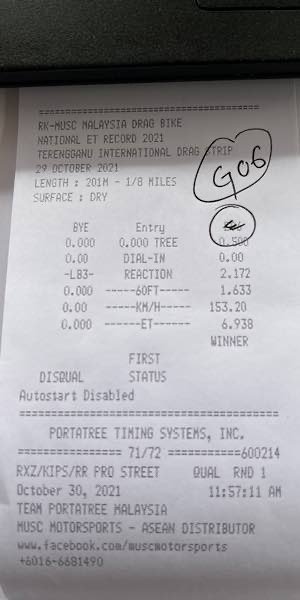 =====================================
RK-MUSC MALAYSIA DRAG BIKE
NATIONAL ET RECORD 2021
TERENGGANU INTERNATIONAL DRAG STRIP
29 OCTOBER 2021
G06
LENGTH : 201M - 1/8 MILES
SURFACE : DRY
BYE Entry
0.000 0.000 TREE 0.500
0.00 DIAL-IN 0.00
-L83- REACTION 2.172
0.000 -----60FT----- 1.633
0.00 -----KM/H----- 153.20
0.000 -----ET----- 6.938
WINNER
FIRST
DISQUAL STATUS
Autostart Disabled
=====================================
PORTATREE TIMING SYSTEMS, INC.
=============== 71/72 ===========600214
RXZ/KIPS/RR PRO STREET QUAL RND 1
October 30, 2021 11:57:11 AM
TEAM PORTATREE MALAYSIA
MUSC MOTORSPORTS - ASEAN DISTRIBUTOR
www.facebook.com/muscmotorsports
+6016-6681490